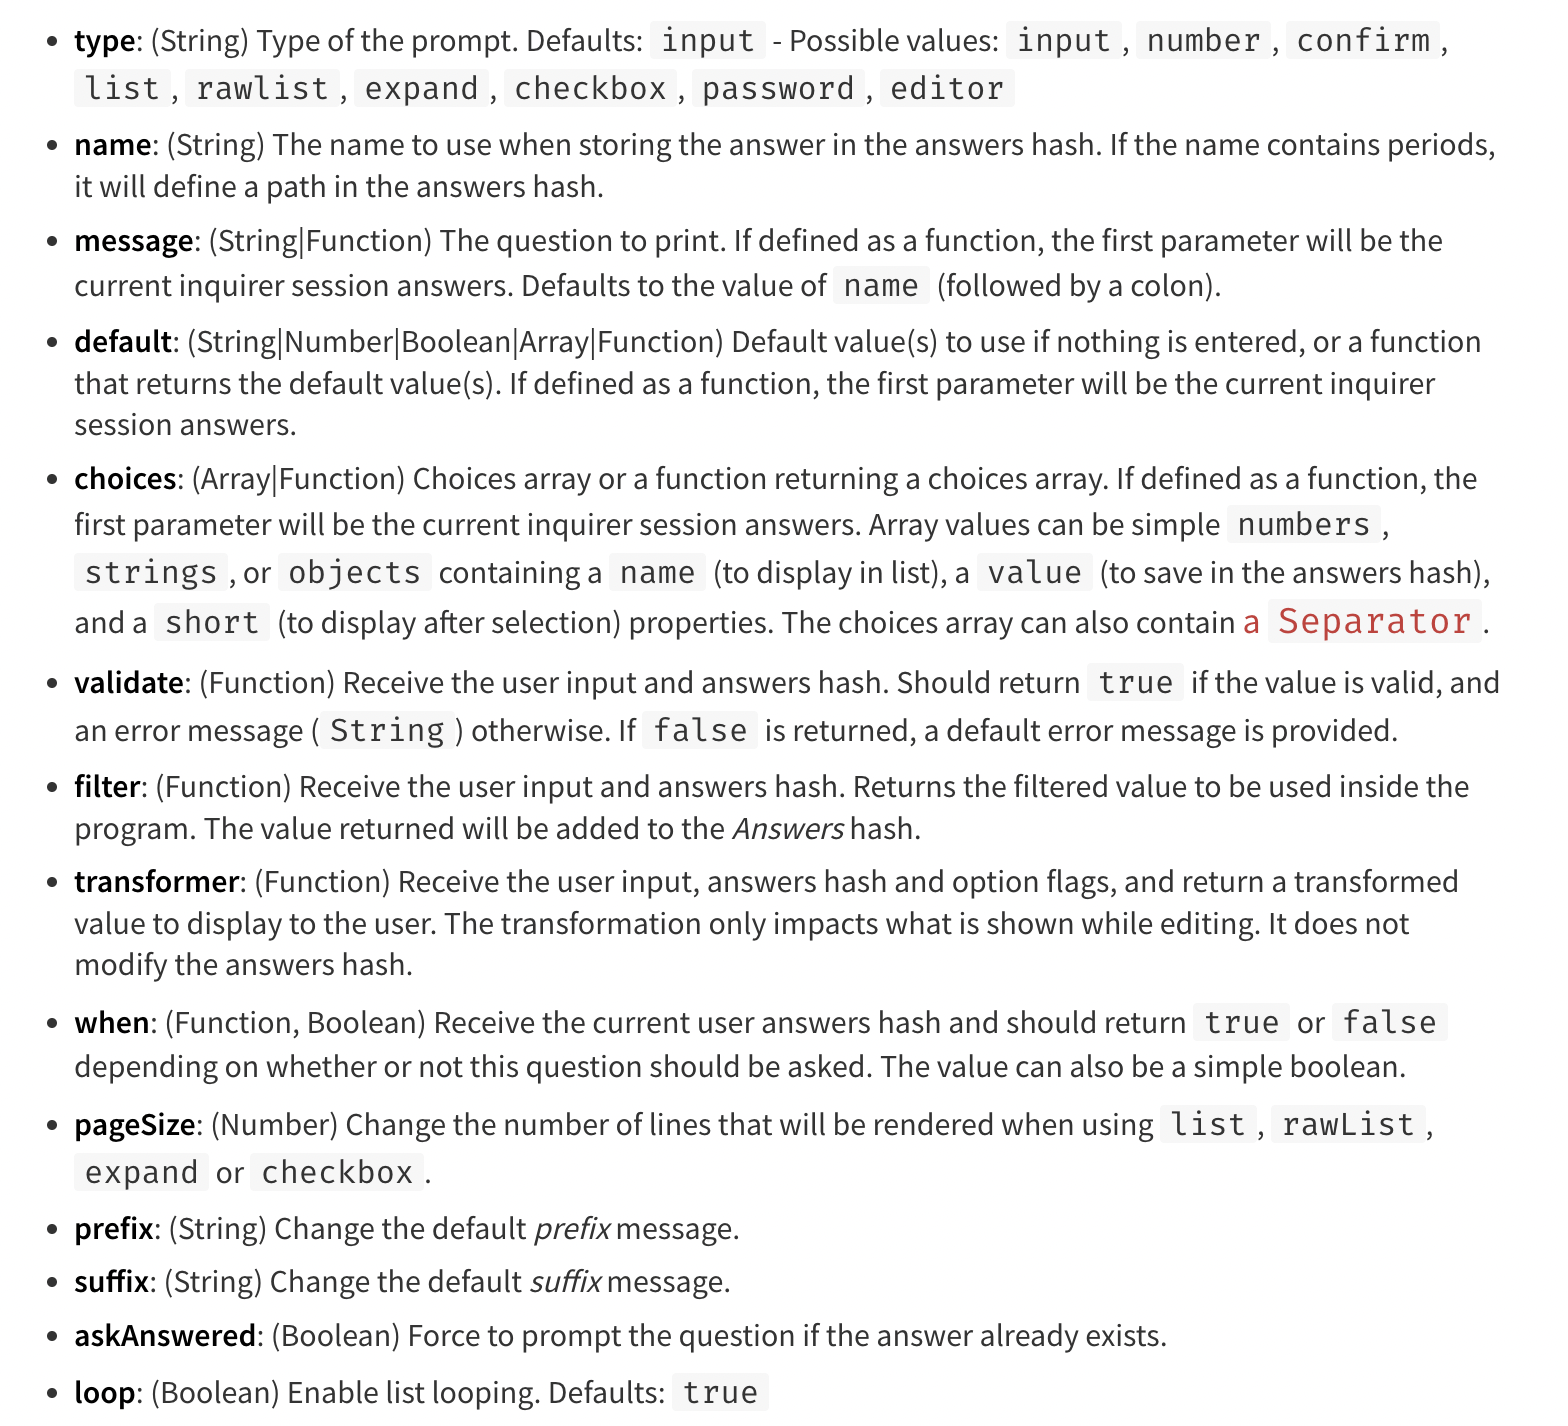 • type: (String) Type of the prompt. Defaults: input - Possible values: input , number , confirm ,
list , rawlist , expand , checkbox , password , editor
• name: (String) The name to use when storing the answer in the answers hash. If the name contains periods,
it will define a path in the answers hash.
• message: (String|Function) The question to print. If defined as a function, the first parameter will be the
current inquirer session answers. Defaults to the value of name (followed by a colon).
• default: (String|Number|Boolean|Array|Function) Default value(s) to use if nothing is entered, or a function
that returns the default value(s). If defined as a function, the first parameter will be the current inquirer
session answers.
• choices: (Array|Function) Choices array or a function returning a choices array. If defined as a function, the
first parameter will be the current inquirer session answers. Array values can be simple numbers ,
strings , or objects containing a name (to display in list), a value (to save in the answers hash),
and a short (to display after selection) properties. The choices array can also contain a Separator .
• validate: (Function) Receive the user input and answers hash. Should return true if the value is valid, and
an error message ( String ) otherwise. If false is returned, a default error message is provided.
• filter: (Function) Receive the user input and answers hash. Returns the filtered value to be used inside the
program. The value returned will be added to the Answers hash.
• transformer: (Function) Receive the user input, answers hash and option flags, and return a transformed
value to display to the user. The transformation only impacts what is shown while editing. It does not
modify the answers hash.
• when: (Function, Boolean) Receive the current user answers hash and should return true or false
depending on whether or not this question should be asked. The value can also be a simple boolean.
• pageSize: (Number) Change the number of lines that will be rendered when using list , rawList ,
expand or checkbox .
• prefix: (String) Change the default prefix message.
• suffix: (String) Change the default suffix message.
• askAnswered: (Boolean) Force to prompt the question if the answer already exists.
• loop: (Boolean) Enable list looping. Defaults: true